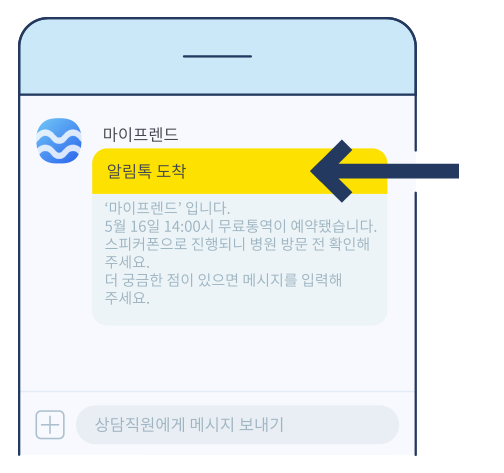 마이프렌드
알림톡 도착
‘마이프렌드’ 입니다.
5월 16일 14:00시 무료통역이 예약됐습니다.
스피커폰으로 진행되니 병원 방문 전 확인해
주세요.
더 궁금한 점이 있으면 메시지를 입력해
주세요.
상담직원에게 메시지 보내기